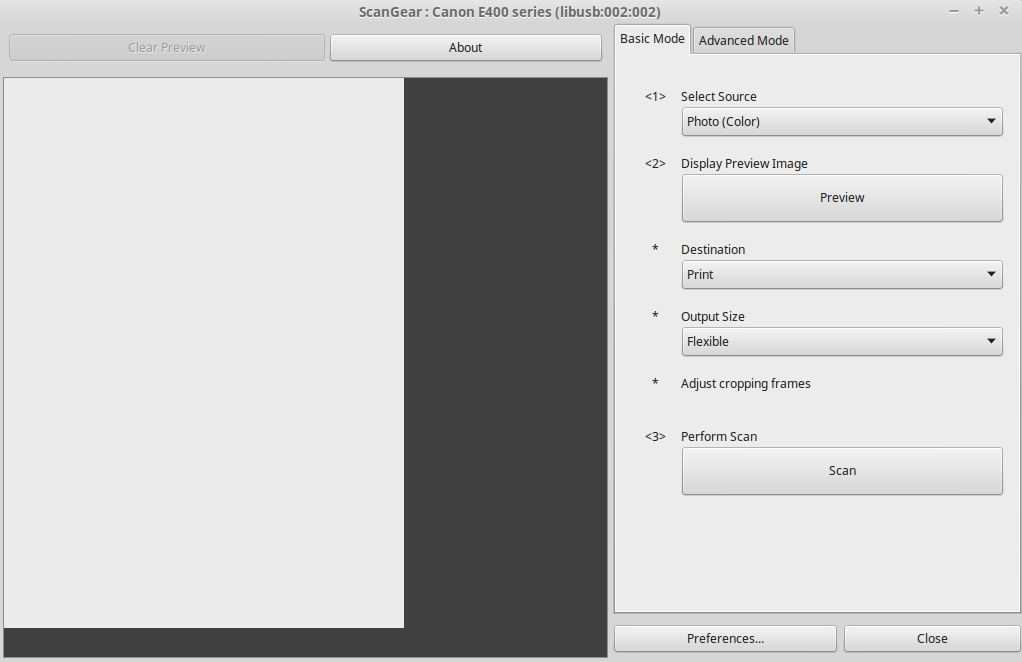 ScanGear : Canon E400 series (libusb:002:002)
Clear Preview
About
Basic Mode
Advanced Mode
<1> Select Source
Photo (Color)
<2> Display Preview Image
Preview
* Destination
Print
* Output Size
Flexible
* Adjust cropping frames
<3> Perform Scan
Scan
Preferences...
Close